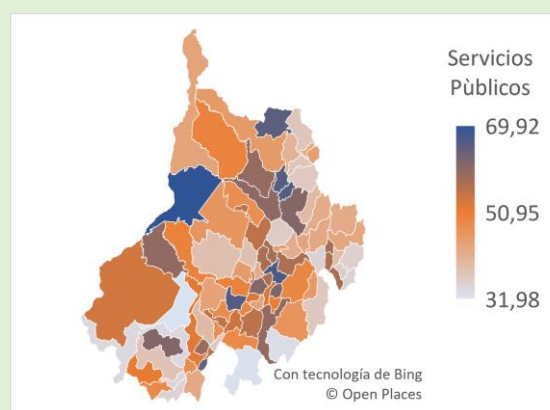 Servicios
Pùblicos
69,92
50,95
31,98
Con tecnología de Bing
© Open Places